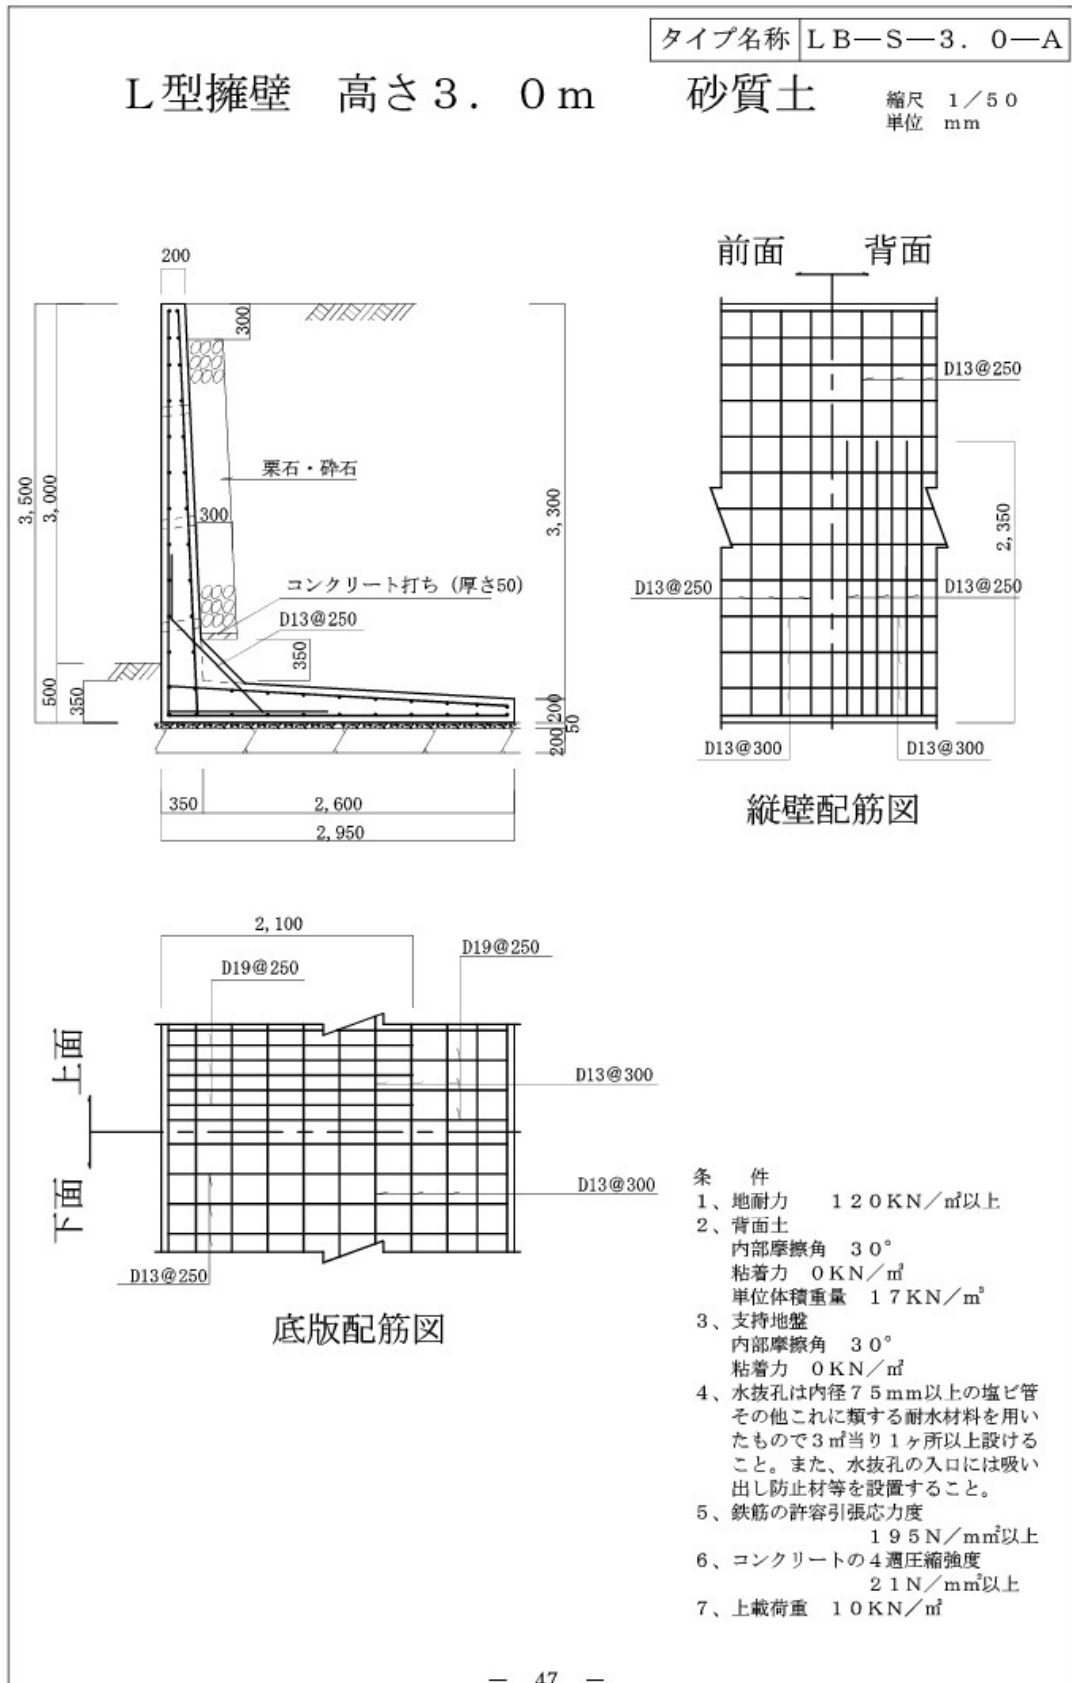 タイプ名称 LB―S―3．0―A
L型擁壁　高さ3．0m　砂質土
縮尺　1／50
単位　mm
200
300
3,500
3,000
栗石・砕石
300
3,300
コンクリート打ち（厚さ50）
D13@250
350
500
350
200
50
200
350
2,600
2,950
前面　背面
D13@250
2,350
D13@250
D13@250
D13@300
D13@300
縦壁配筋図
2,100
D19@250
D19@250
上面
D13@300
下面
D13@300
D13@250
底版配筋図
条　件
1、地耐力　120KN／㎡以上
2、背面土
内部摩擦角　30°
粘着力　0KN／㎡
単位体積重量　17KN／m³
3、支持地盤
内部摩擦角　30°
粘着力　0KN／㎡
4、水抜孔は内径75mm以上の塩ビ管
その他これに類する耐水材料を用い
たもので3㎡当り1ヶ所以上設ける
こと。また、水抜孔の入口には吸い
出し防止材等を設置すること。
5、鉄筋の許容引張応力度
195N／mm²以上
6、コンクリートの4週圧縮強度
21N／mm²以上
7、上載荷重　10KN／㎡
―　47　―